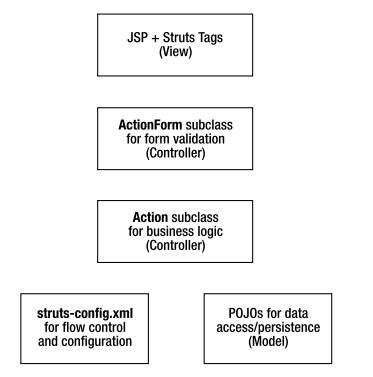 JSP + Struts Tags
(View)
ActionForm subclass
for form validation
(Controller)
Action subclass
for business logic
(Controller)
struts-config.xml
for flow control
and configuration
POJOs for data
access/persistence
(Model)